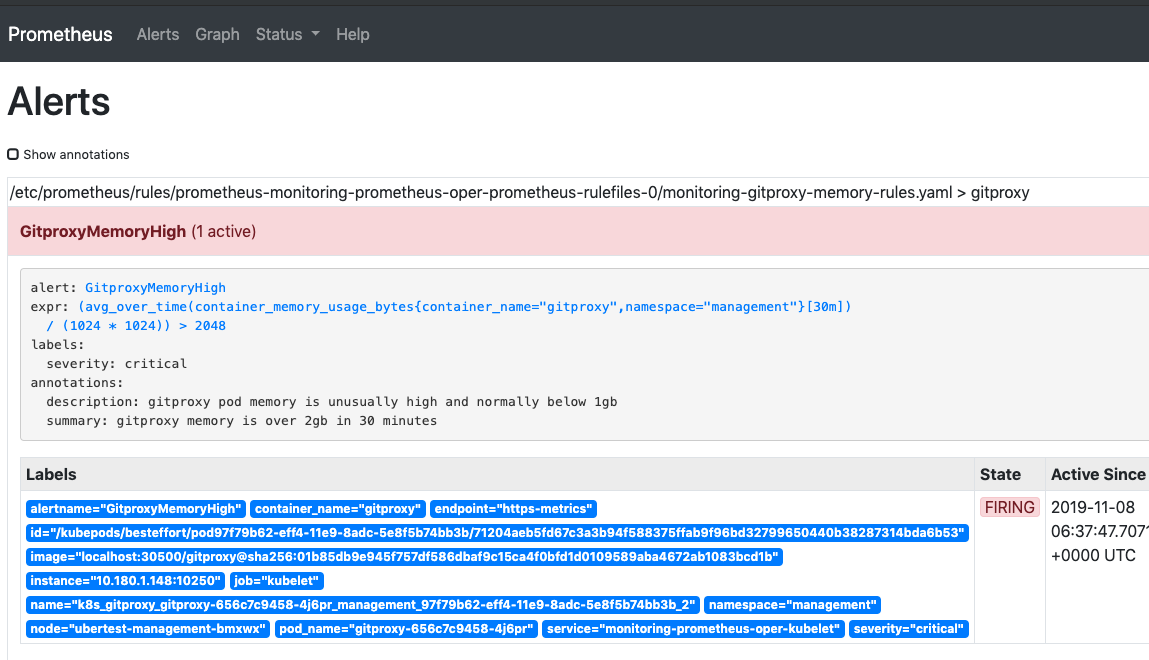 Prometheus Alerts Graph Status Help
Alerts
Show annotations
/etc/prometheus/rules/prometheus-monitoring-prometheus-oper-prometheus-rulefiles-0/monitoring-gitproxy-memory-rules.yaml > gitproxy
GitproxyMemoryHigh (1 active)
alert: GitproxyMemoryHigh
expr: (avg_over_time(container_memory_usage_bytes{container_name="gitproxy",namespace="management"}[30m])
/ (1024 * 1024)) > 2048
labels:
severity: critical
annotations:
description: gitproxy pod memory is unusually high and normally below 1gb
summary: gitproxy memory is over 2gb in 30 minutes
Labels State Active Since
alertname="GitproxyMemoryHigh" container_name="gitproxy" endpoint="https-metrics"
id="/kubepods/besteffort/pod97f79b62-eff4-11e9-8adc-5e8f5b74bb3b/71204aeb5fd67c3a3b94f588375ffab9f96bd32799650440b38287314bda6b53"
image="localhost:30500/gitproxy@sha256:01b85db9e945f757df586dbaf9c15ca4f0bfd1d0109589aba4672ab1083bcd1b"
instance="10.180.1.148:10250" job="kubelet"
name="k8s_gitproxy_gitproxy-656c7c9458-4j6pr_management_97f79b62-eff4-11e9-8adc-5e8f5b74bb3b_2" namespace="management"
node="ubertest-management-bmxwx" pod_name="gitproxy-656c7c9458-4j6pr" service="monitoring-prometheus-oper-kubelet" severity="critical"
FIRING
2019-11-08
06:37:47.707
+0000 UTC